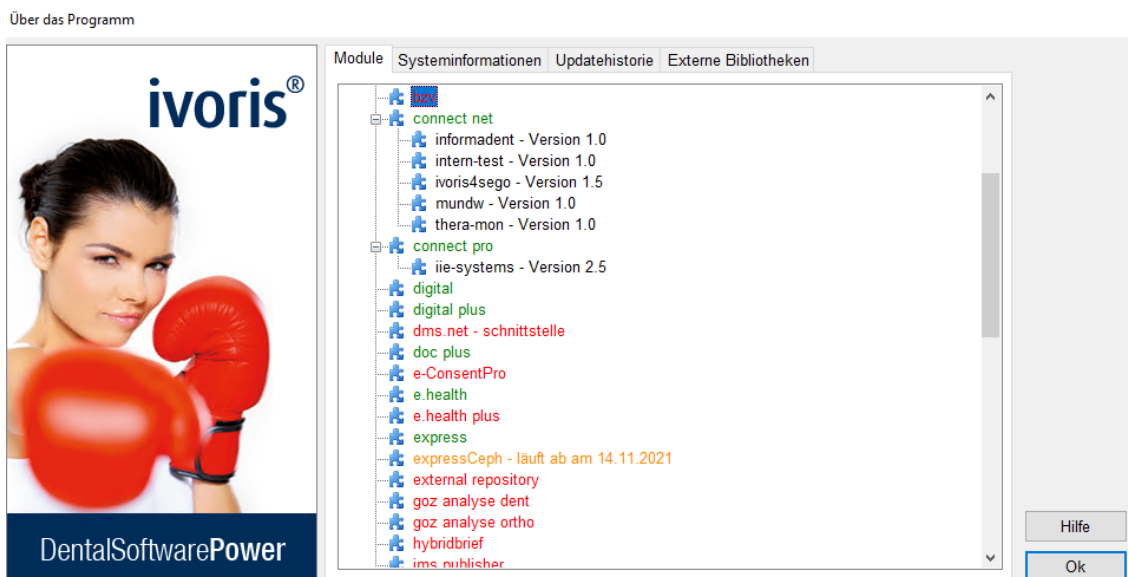 Über das Programm
ivoris®
DentalSoftwarePower
Module Systeminformationen Updatehistorie Externe Bibliotheken
bzv
connect net
informadent - Version 1.0
intern-test - Version 1.0
ivoris4sego - Version 1.5
mundw - Version 1.0
thera-mon - Version 1.0
connect pro
iie-systems - Version 2.5
digital
digital plus
dms.net - schnittstelle
doc plus
e-ConsentPro
e.health
e.health plus
express
expressCeph - läuft ab am 14.11.2021
external repository
goz analyse dent
goz analyse ortho
hybridbrief
ims publisher
Hilfe
Ok